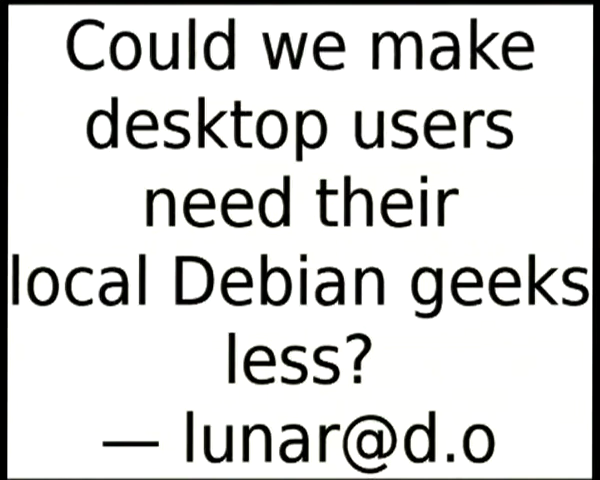 Could we make
desktop users
need their
local Debian geeks
less?
— lunar@d.o